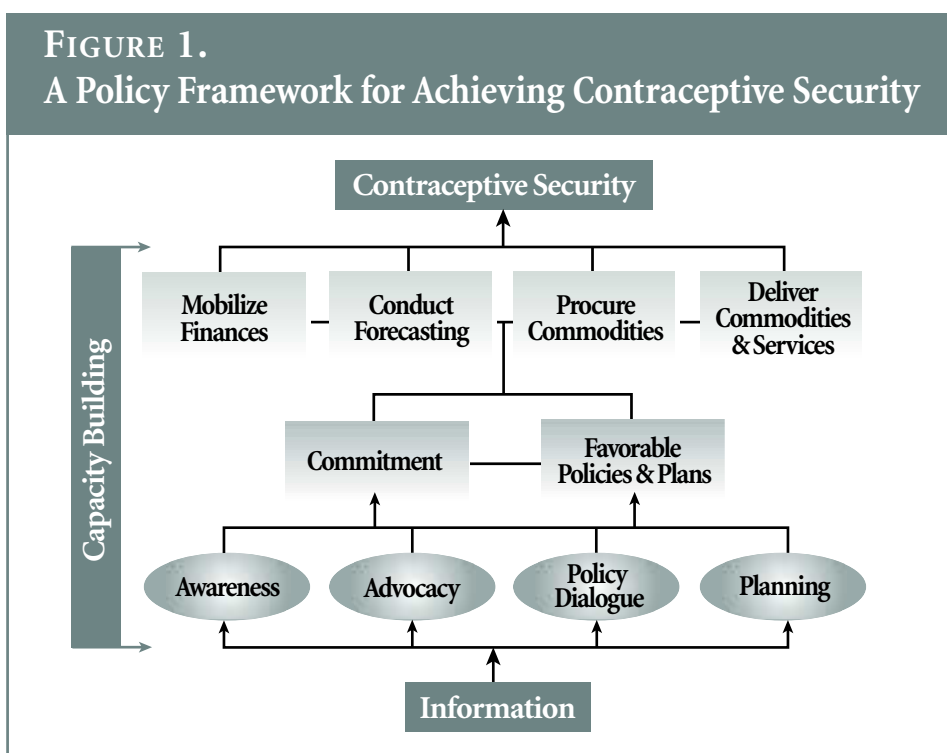 FIGURE 1.
A Policy Framework for Achieving Contraceptive Security
Contraceptive Security
Mobilize
Finances
Conduct
Forecasting
Procure
Commodities
Deliver
Commodities
& Services
Capacity Building
Commitment
Favorable
Policies & Plans
Awareness
Advocacy
Policy
Dialogue
Planning
Information